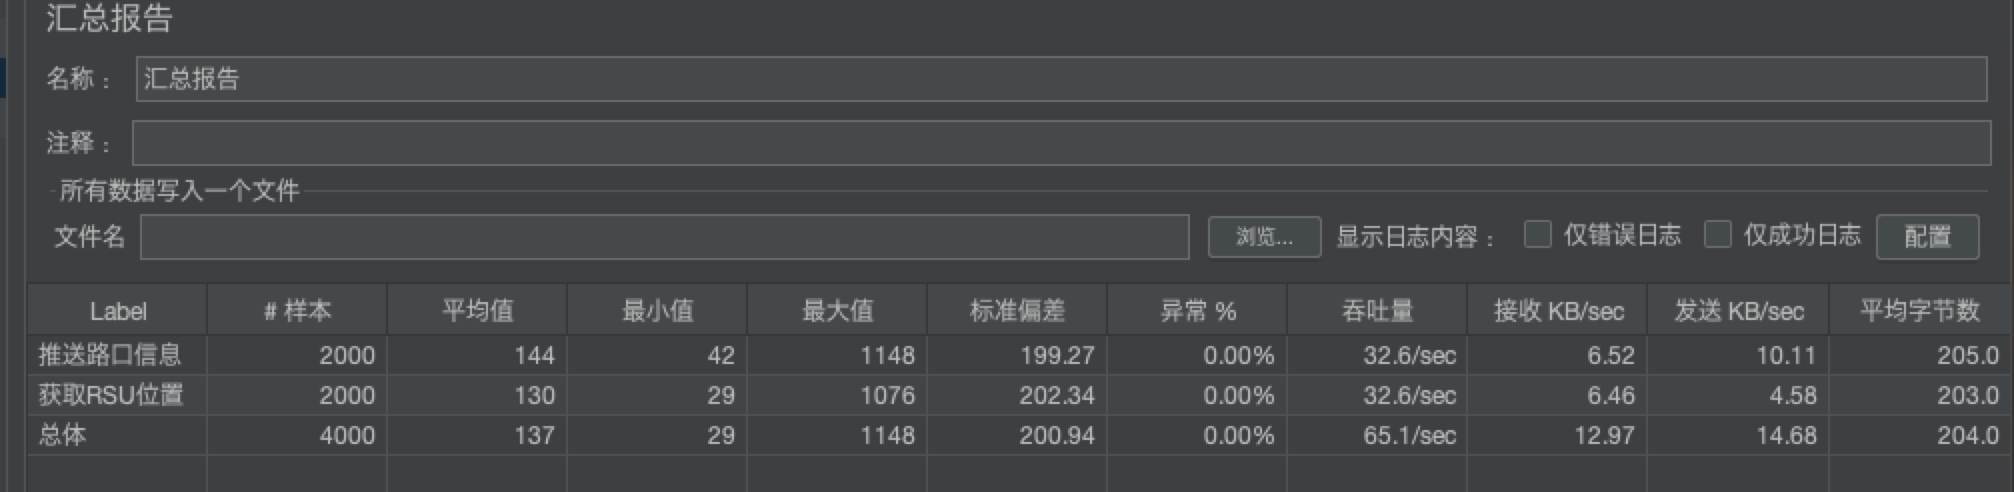 汇总报告
名称： 汇总报告
注释：
所有数据写入一个文件
文件名 浏览... 显示日志内容： 仅错误日志 仅成功日志 配置
Label # 样本 平均值 最小值 最大值 标准偏差 异常 % 吞吐量 接收 KB/sec 发送 KB/sec 平均字节数
推送路口信息 2000 144 42 1148 199.27 0.00% 32.6/sec 6.52 10.11 205.0
获取RSU位置 2000 130 29 1076 202.34 0.00% 32.6/sec 6.46 4.58 203.0
总体 4000 137 29 1148 200.94 0.00% 65.1/sec 12.97 14.68 204.0